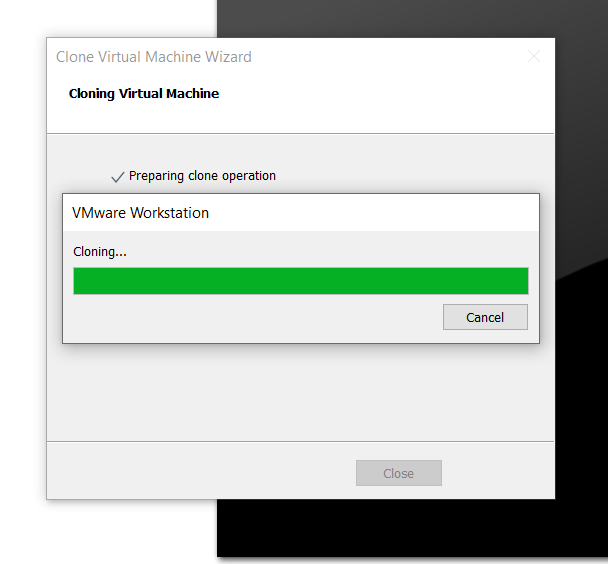 Clone Virtual Machine Wizard
Cloning Virtual Machine
Preparing clone operation
VMware Workstation
Cloning...
Cancel
Close